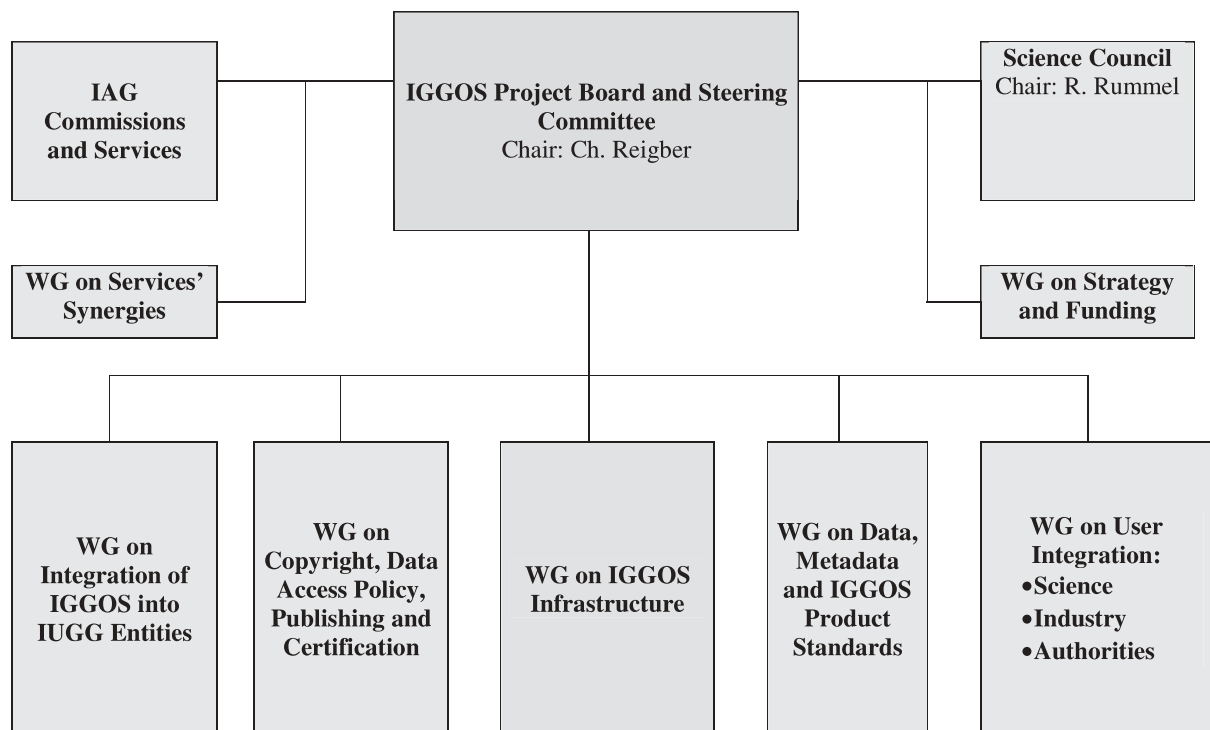 IAG
Commissions
and Services
IGGOS Project Board and Steering
Committee
Chair: Ch. Reigber
Science Council
Chair: R. Rummel
WG on Services’
Synergies
WG on Strategy
and Funding
WG on
Integration of
IGGOS into
IUGG Entities
WG on
Copyright, Data
Access Policy,
Publishing and
Certification
WG on IGGOS
Infrastructure
WG on Data,
Metadata
and IGGOS
Product
Standards
WG on User
Integration:
•Science
•Industry
•Authorities